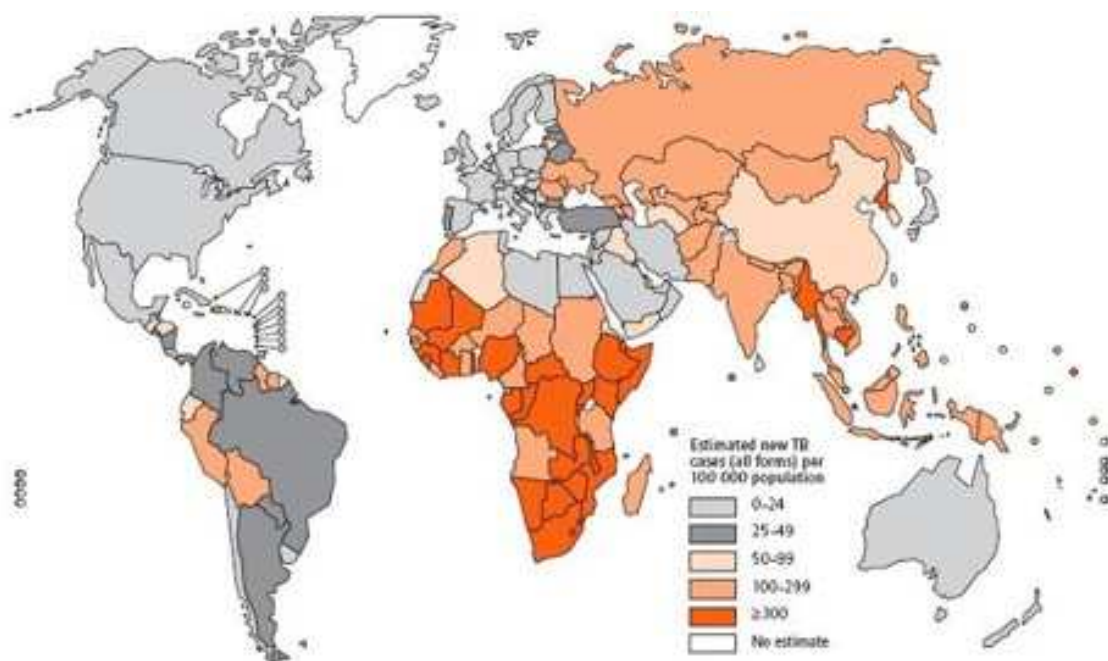 Estimated new TB
cases (all forms) per
100 000 population
0–24
25–49
50–99
100–299
≥300
No estimate